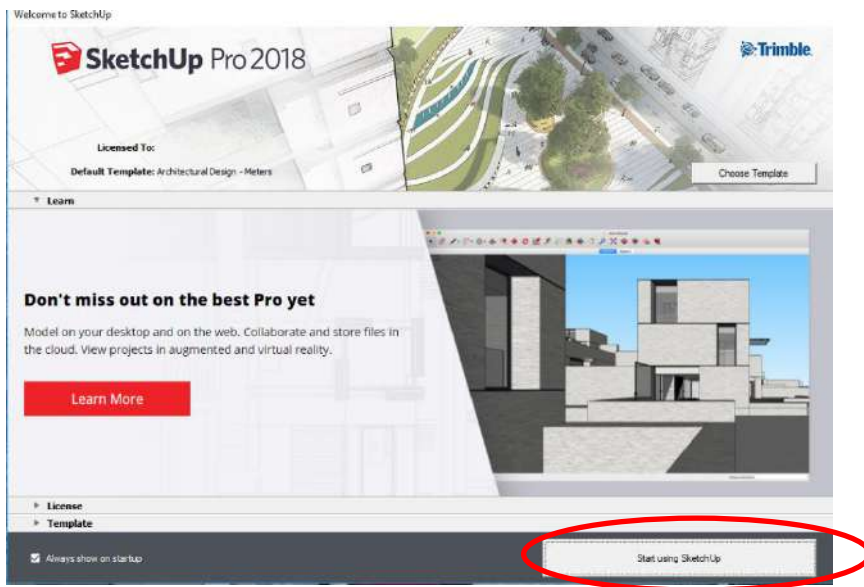 Welcome to SketchUp
SketchUp Pro 2018
Trimble
Licensed To:
Default Template: Architectural Design - Meters
Choose Template
Learn
Don't miss out on the best Pro yet
Model on your desktop and on the web. Collaborate and store files in
the cloud. View projects in augmented and virtual reality.
Learn More
License
Template
Always show on startup
Start using SketchUp